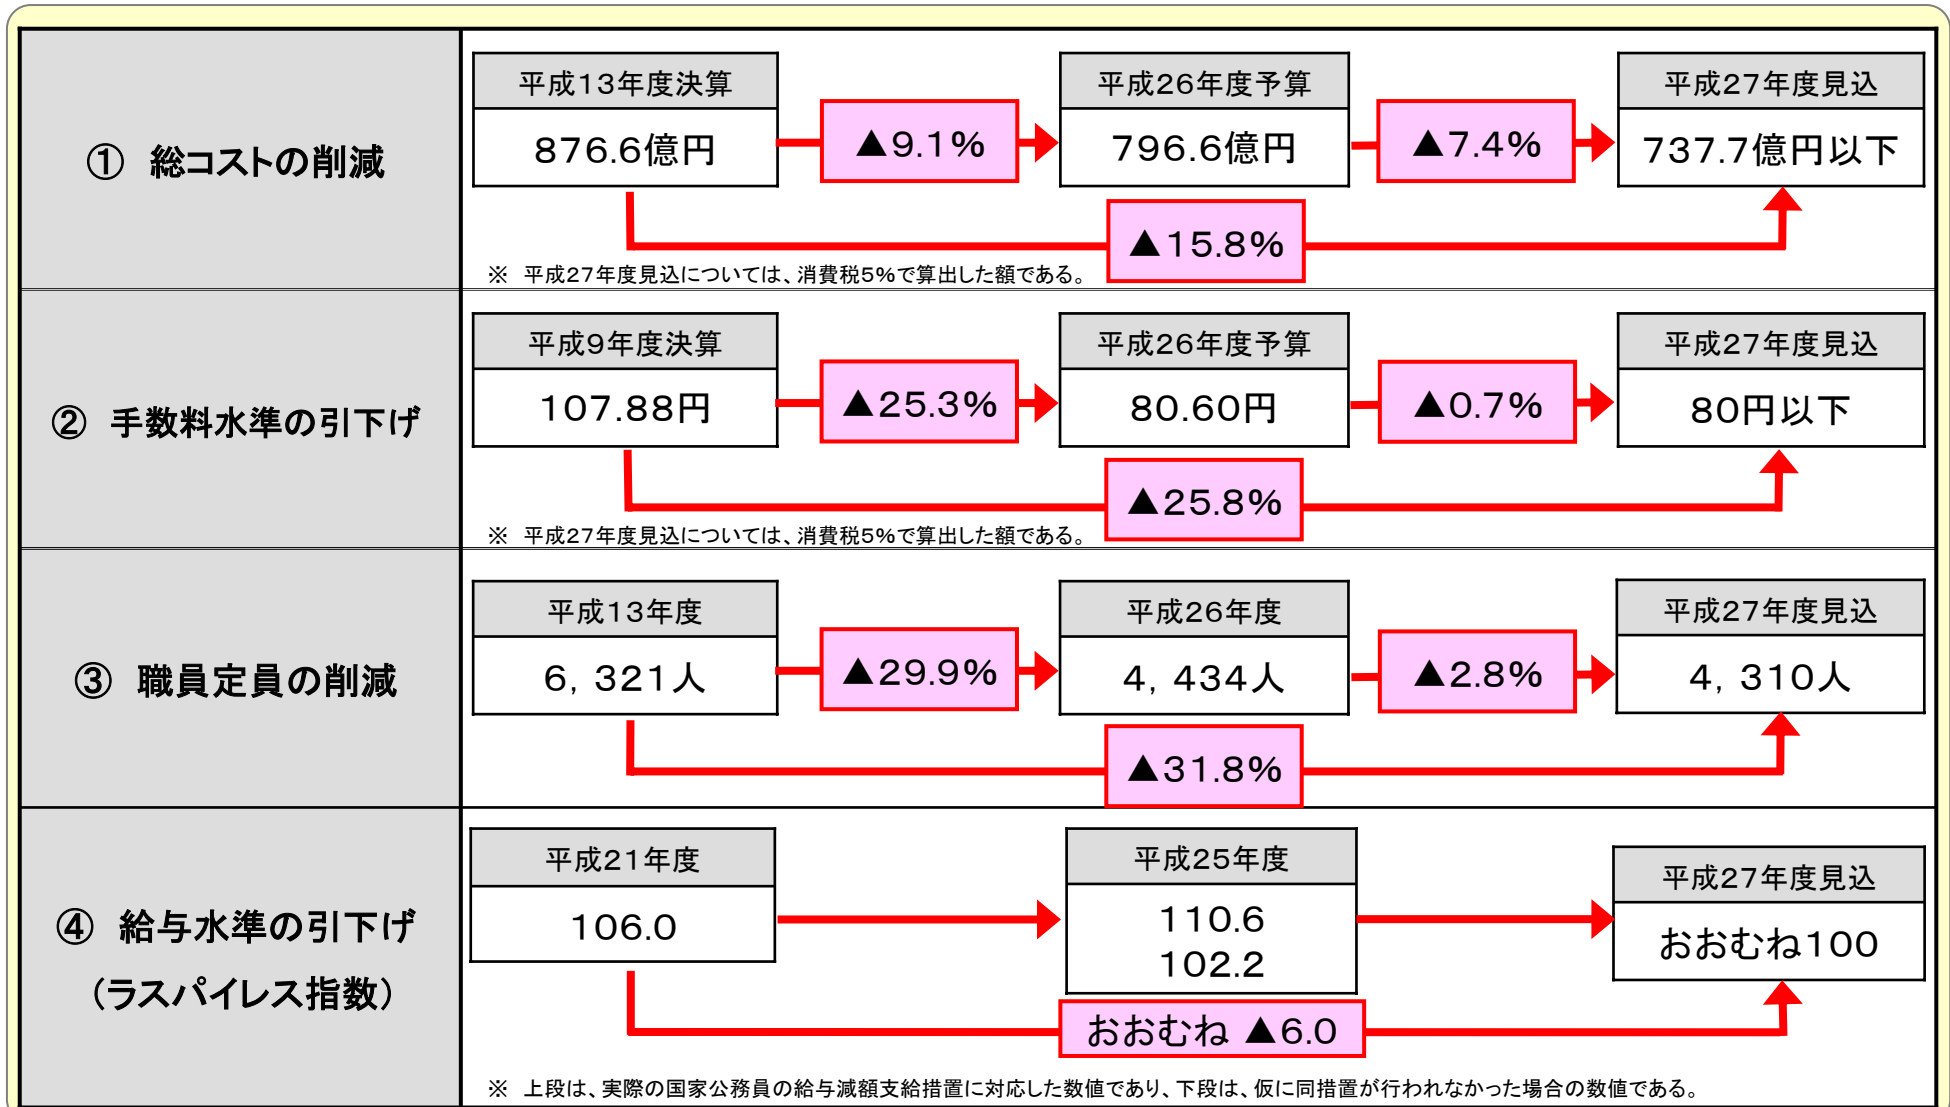 ① 総コストの削減
平成13年度決算
876.6億円
▲9.1%
平成26年度予算
796.6億円
▲7.4%
平成27年度見込
737.7億円以下
▲15.8%
※ 平成27年度見込については、消費税5%で算出した額である。
② 手数料水準の引下げ
平成9年度決算
107.88円
▲25.3%
平成26年度予算
80.60円
▲0.7%
平成27年度見込
80円以下
▲25.8%
※ 平成27年度見込については、消費税5%で算出した額である。
③ 職員定員の削減
平成13年度
6,321人
▲29.9%
平成26年度
4,434人
▲2.8%
平成27年度見込
4,310人
▲31.8%
④ 給与水準の引下げ
(ラスパイレス指数)
平成21年度
106.0
平成25年度
110.6
102.2
平成27年度見込
おおむね100
おおむね ▲6.0
※ 上段は、実際の国家公務員の給与減額支給措置に対応した数値であり、下段は、仮に同措置が行われなかった場合の数値である。